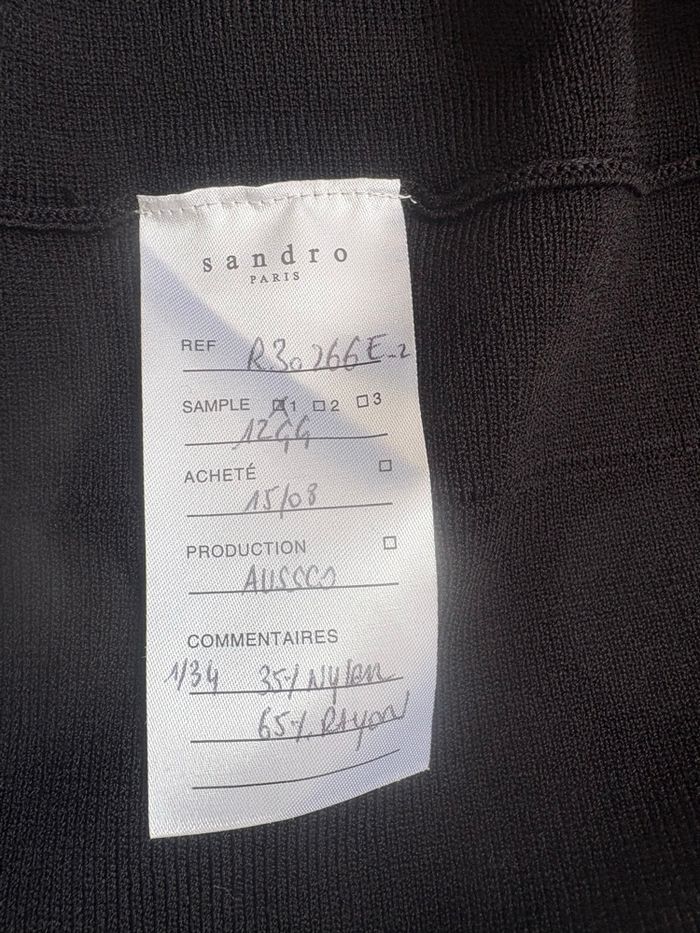 sandro
PARIS
REF R30266E-2
SAMPLE 1 2 3
12GG
ACHETÉ
15/08
PRODUCTION
COMMENTAIRES
1/34 35% Nylon
65% RAyon